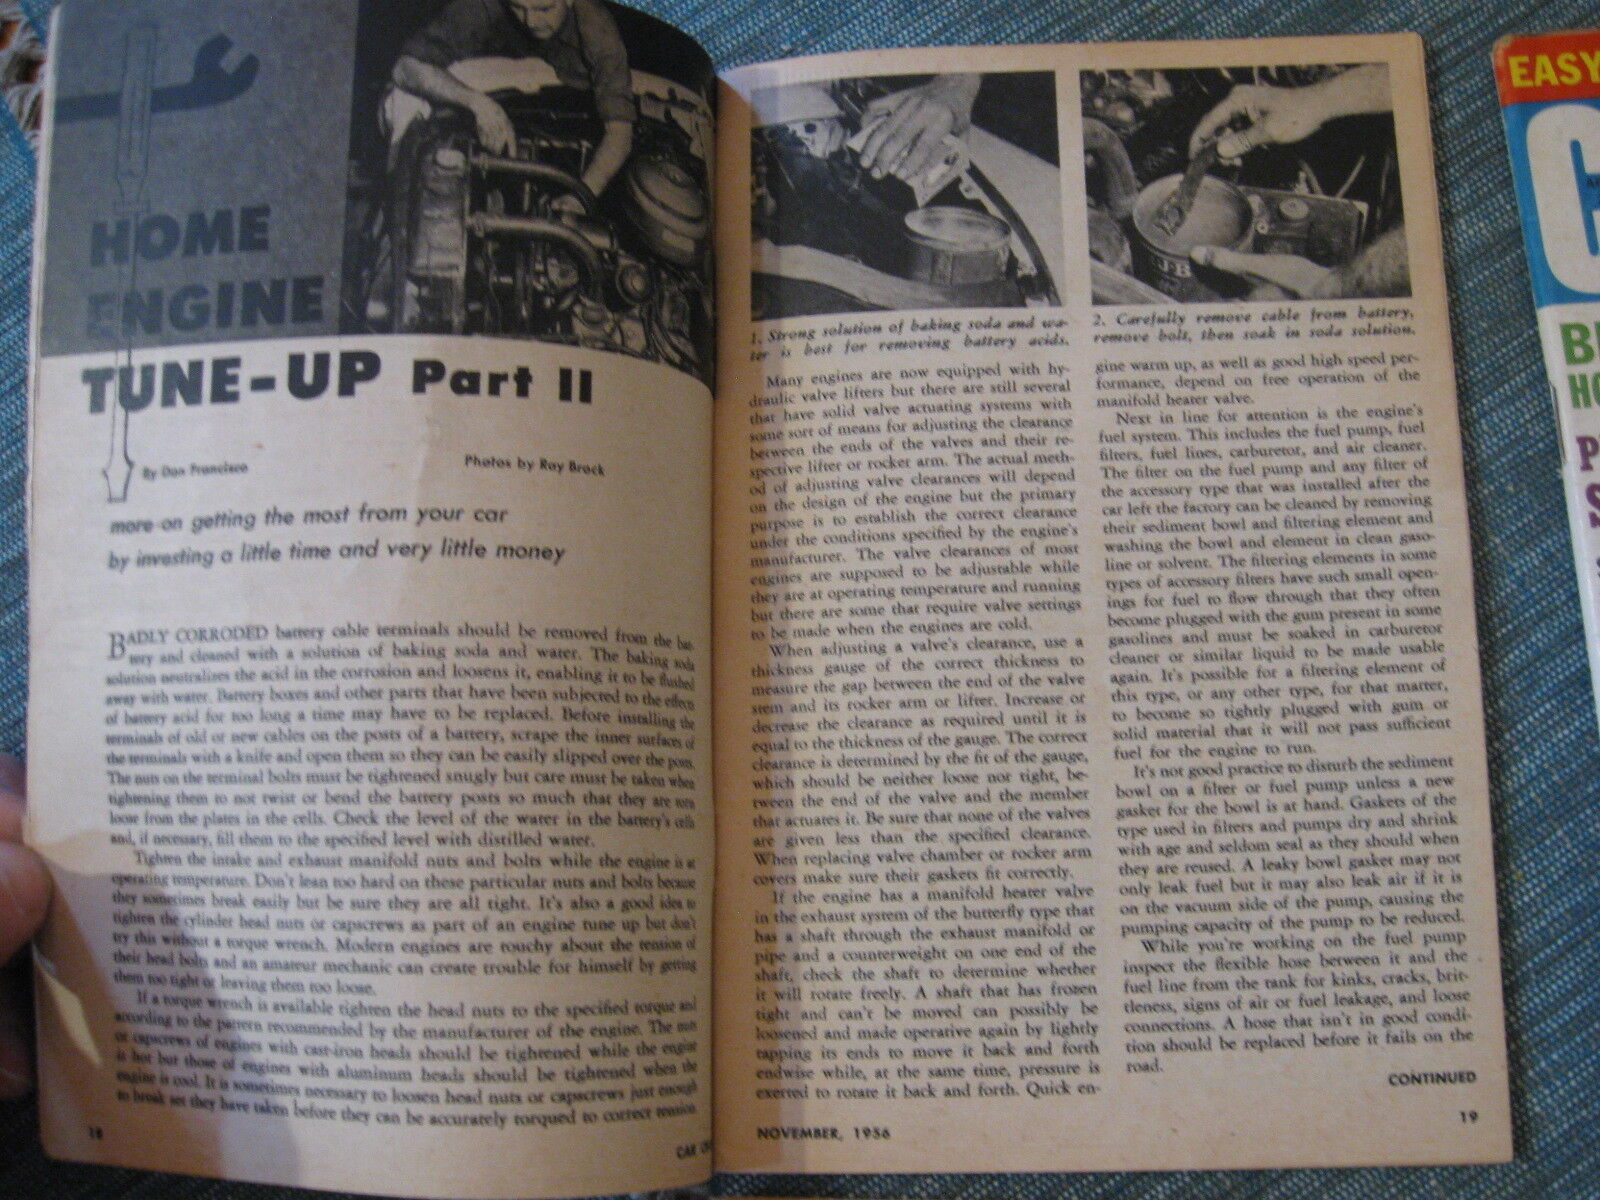 HOME
ENGINE
TUNE-UP Part II
By Don Francisco
Photos by Ray Brock
more on getting the most from your car
by investing a little time and very little money
BADLY CORRODED battery cable terminals should be removed from the bat-
tery and cleaned with a solution of baking soda and water. The baking soda
solution neutralizes the acid in the corrosion and loosens it, enabling it to be flushed
away with water. Battery boxes and other parts that have been subjected to the effects
of battery acid for too long a time may have to be replaced. Before installing the
terminals of old or new cables on the posts of a battery, scrape the inner surfaces of
the terminals with a knife and open them so they can be easily slipped over the posts.
The nuts on the terminal bolts must be tightened snugly but care must be taken when
tightening them to not twist or bend the battery posts so much that they are torn
loose from the plates in the cells. Check the level of the water in the battery's cells
and, if necessary, fill them to the specified level with distilled water.
Tighten the intake and exhaust manifold nuts and bolts while the engine is at
operating temperature. Don't lean too hard on these particular nuts and bolts because
they sometimes break easily but be sure they are all tight. It's also a good idea to
tighten the cylinder head nuts or capscrews as part of an engine tune up but don't
try this without a torque wrench. Modern engines are touchy about the tension of
their head bolts and an amateur mechanic can create trouble for himself by getting
them too tight or leaving them too loose.
If a torque wrench is available tighten the head nuts to the specified torque and
according to the pattern recommended by the manufacturer of the engine. The nuts
or capscrews of engines with cast-iron heads should be tightened while the engine
is hot but those of engines with aluminum heads should be tightened when the
engine is cool. It is sometimes necessary to loosen head nuts or capscrews just enough
to break set they have taken before they can be accurately torqued to correct tension.
18
CAR
1. Strong solution of baking soda and wa-
ter is best for removing battery acids.
2. Carefully remove cable from battery,
remove bolt, then soak in soda solution.
Many engines are now equipped with hy-
draulic valve lifters but there are still several
that have solid valve actuating systems with
some sort of means for adjusting the clearance
between the ends of the valves and their re-
spective lifter or rocker arm. The actual meth-
od of adjusting valve clearances will depend
on the design of the engine but the primary
purpose is to establish the correct clearance
under the conditions specified by the engine's
manufacturer. The valve clearances of most
engines are supposed to be adjustable while
they are at operating temperature and running
but there are some that require valve settings
to be made when the engines are cold.
When adjusting a valve's clearance, use a
thickness gauge of the correct thickness to
measure the gap between the end of the valve
stem and its rocker arm or lifter. Increase or
decrease the clearance as required until it is
equal to the thickness of the gauge. The correct
clearance is determined by the fit of the gauge,
which should be neither loose not tight, be-
tween the end of the valve and the member
that actuates it. Be sure that none of the valves
are given less than the specified clearance.
When replacing valve chamber or rocker arm
covers make sure their gaskets fit correctly.
If the engine has a manifold heater valve
in the exhaust system of the butterfly type that
has a shaft through the exhaust manifold or
pipe and a counterweight on one end of the
shaft, check the shaft to determine whether
it will rotate freely. A shaft that has frozen
tight and can't be moved can possibly be
loosened and made operative again by lightly
tapping its ends to move it back and forth
endwise while, at the same time, pressure is
exerted to rotate it back and forth. Quick en-
gine warm up, as well as good high speed per-
formance, depend on free operation of the
manifold heater valve.
Next in line for attention is the engine's
fuel system. This includes the fuel pump, fuel
filters, fuel lines, carburetor, and air cleaner.
The filter on the fuel pump and any filter of
the accessory type that was installed after the
car left the factory can be cleaned by removing
their sediment bowl and filtering element and
washing the bowl and element in clean gaso-
line or solvent. The filtering elements in some
types of accessory filters have such small open-
ings for fuel to flow through that they often
become plugged with the gum present in some
gasolines and must be soaked in carburetor
cleaner or similar liquid to be made usable
again. It's possible for a filtering element of
this type, or any other type, for that matter,
to become so tightly plugged with gum or
solid material that it will not pass sufficient
fuel for the engine to run.
It's not good practice to disturb the sediment
bowl on a filter or fuel pump unless a new
gasket for the bowl is at hand. Gaskets of the
type used in filters and pumps dry and shrink
with age and seldom seal as they should when
they are reused. A leaky bowl gasket may not
only leak fuel but it may also leak air if it is
on the vacuum side of the pump, causing the
pumping capacity of the pump to be reduced.
While you're working on the fuel pump
inspect the flexible hose between it and the
fuel line from the tank for kinks, cracks, brit-
tleness, signs of air or fuel leakage, and loose
connections. A hose that isn't in good condi-
tion should be replaced before it fails on the
road.
CONTINUED
NOVEMBER, 1956
19
EASY
C